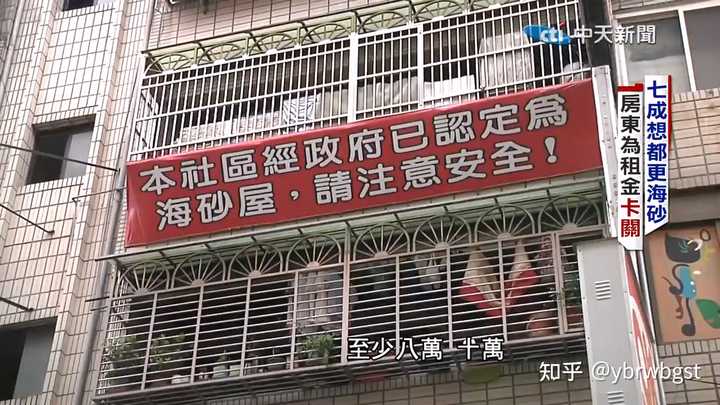 cti 中天新聞
七成想都更海砂
房東為租金卡關
本社區經政府已認定為
海砂屋，請注意安全！
至少八萬 十萬
知乎 @ybrwbgst